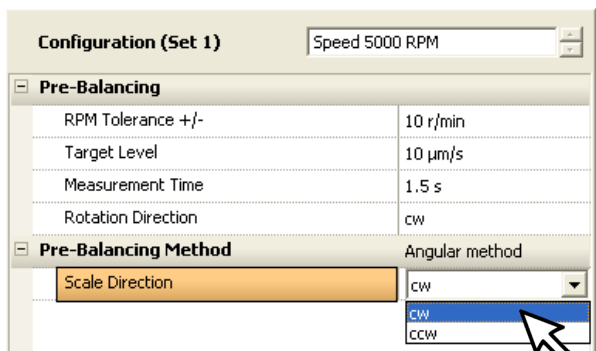 Configuration (Set 1) Speed 5000 RPM
Pre-Balancing
RPM Tolerance +/- 10 r/min
Target Level 10 µm/s
Measurement Time 1.5 s
Rotation Direction cw
Pre-Balancing Method Angular method
Scale Direction cw
cw
ccw